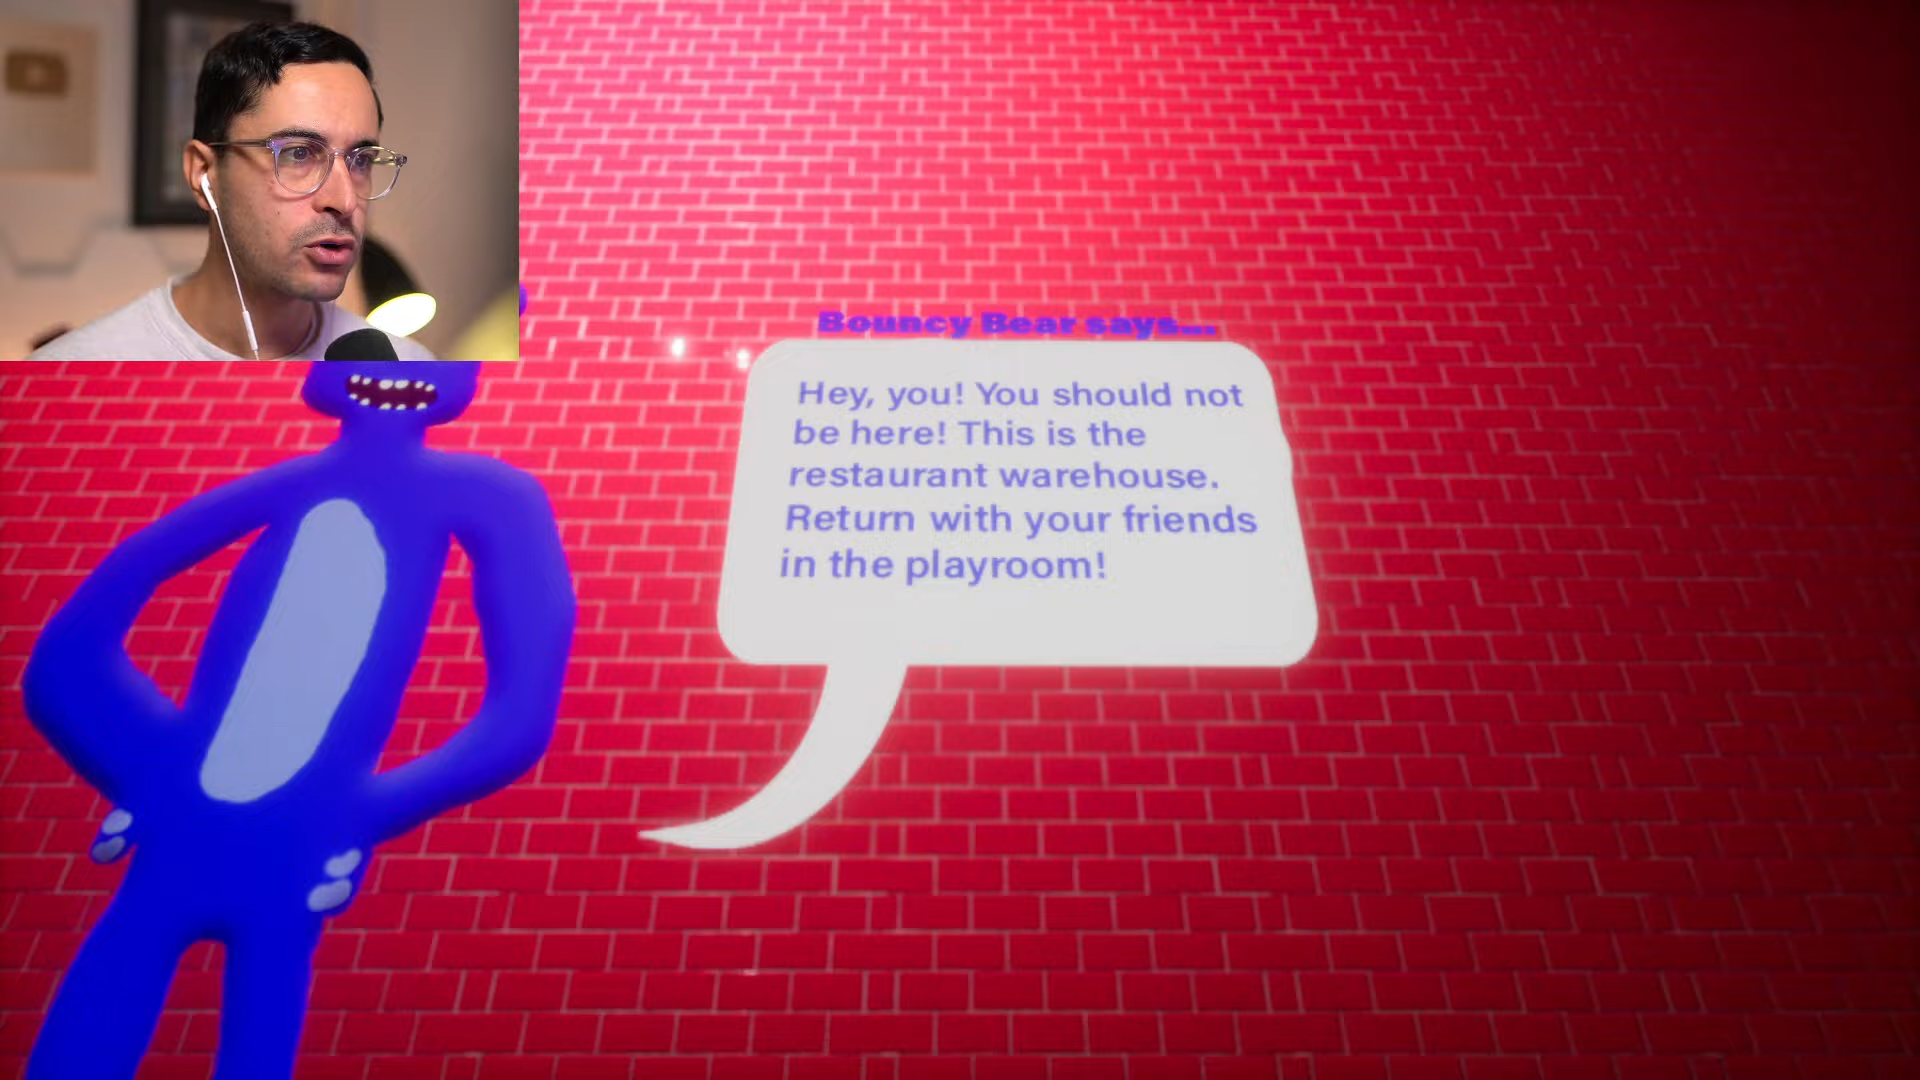 Bouncy Bear says...
Hey, you! You should not
be here! This is the
restaurant warehouse.
Return with your friends
in the playroom!